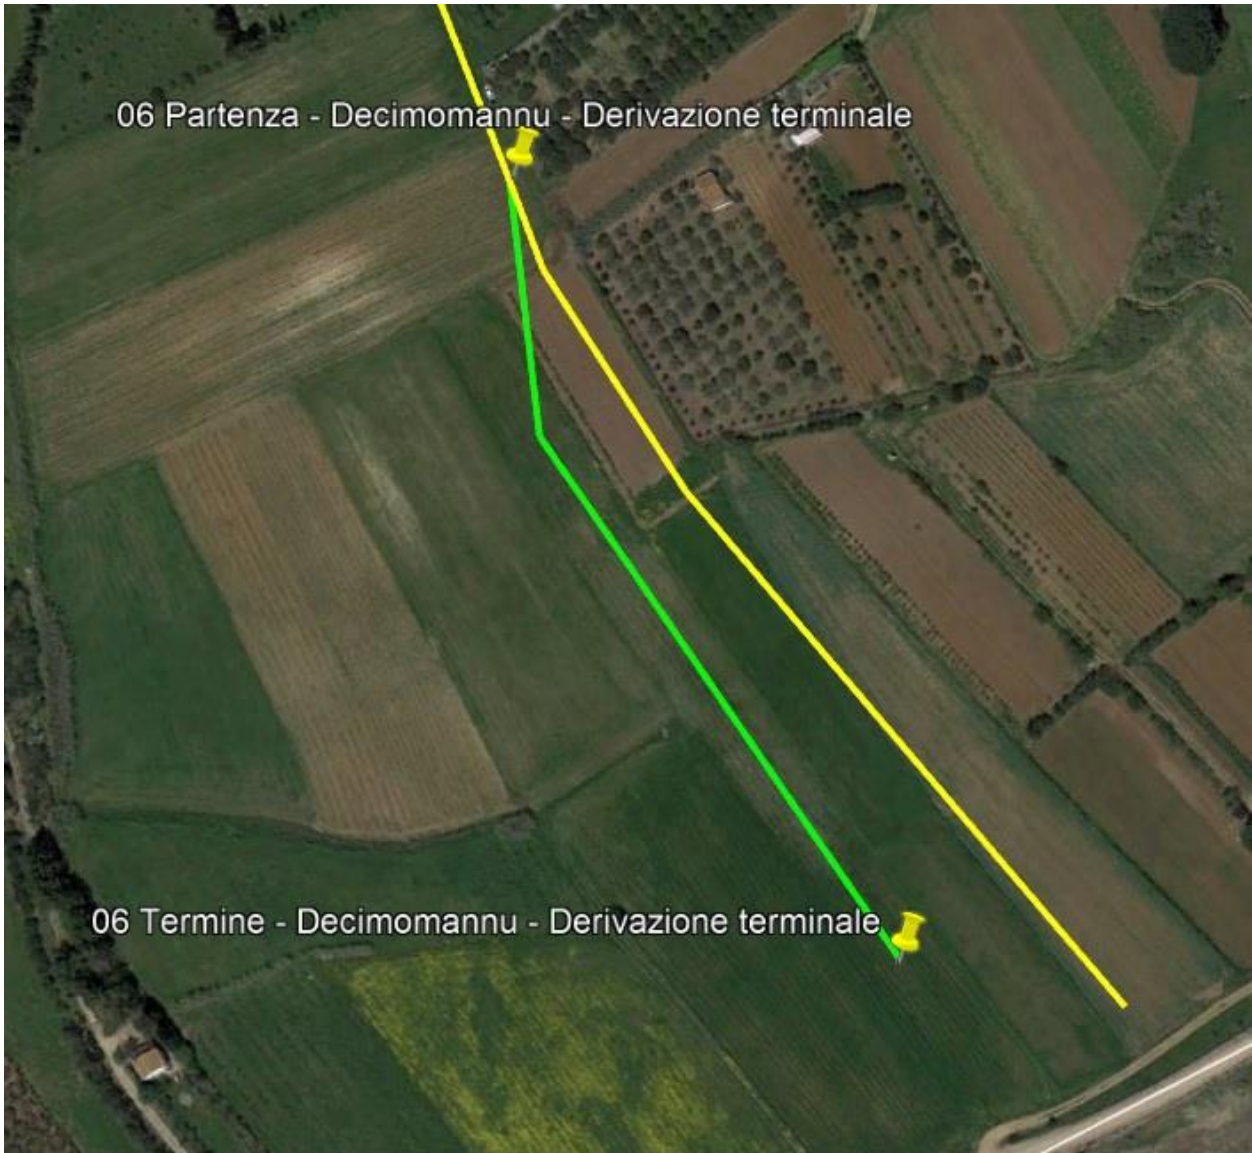 06 Partenza - Decimomannu - Derivazione terminale
06 Termine - Decimomannu - Derivazione terminale